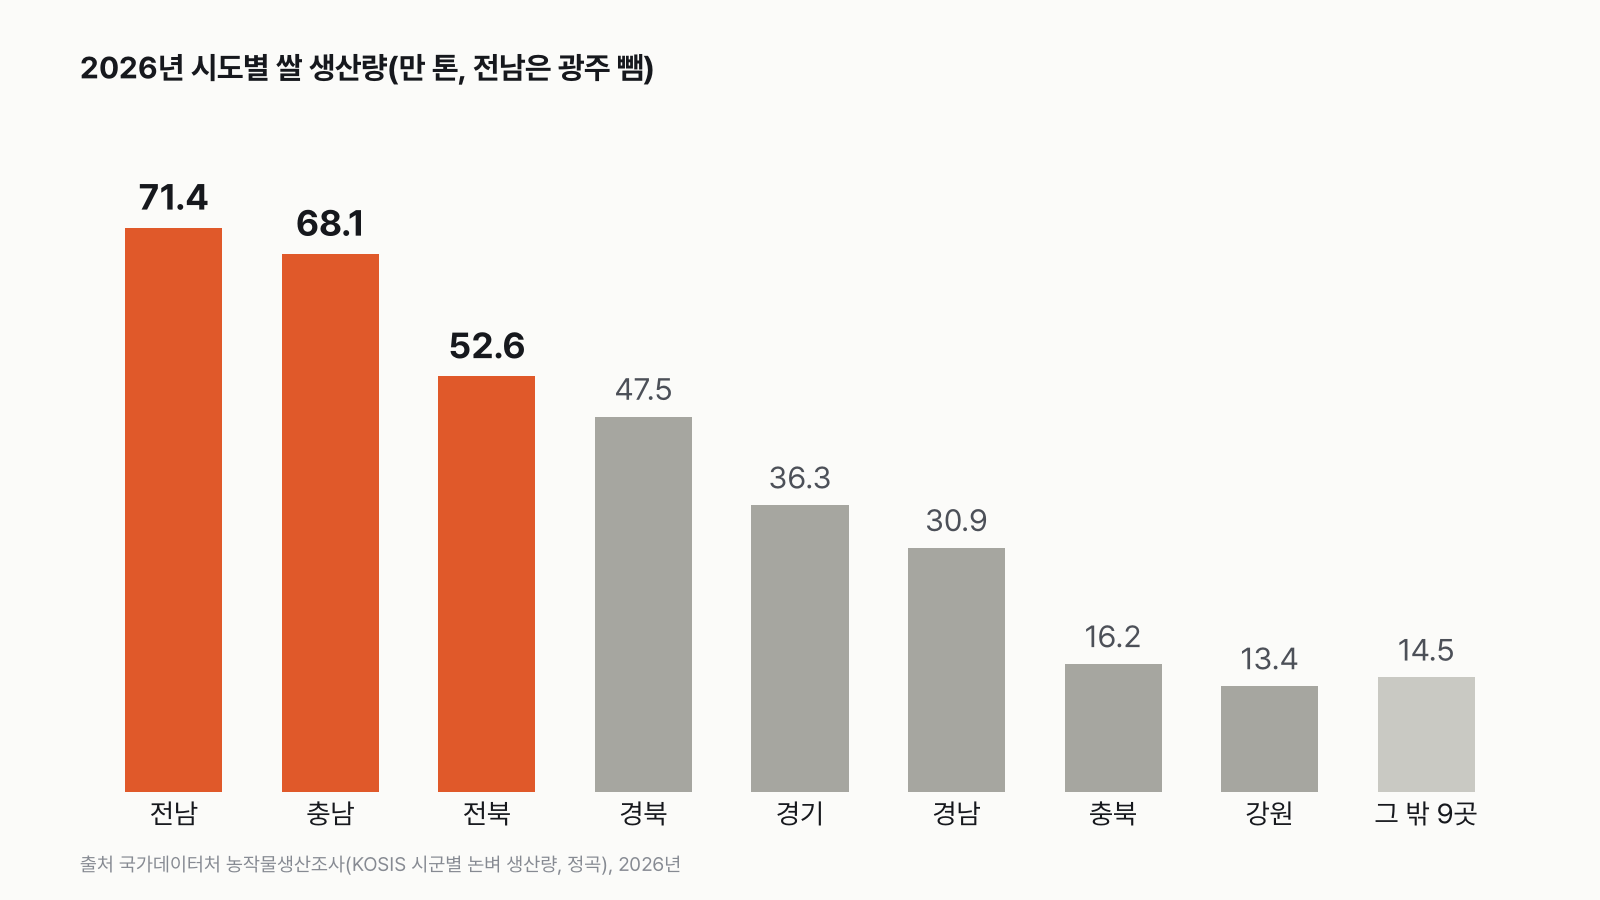 2026년 시도별 쌀 생산량(만 톤, 전남은 광주 뺌)
71.4
68.1
52.6
47.5
36.3
30.9
16.2
13.4
14.5
전남
충남
전북
경북
경기
경남
충북
강원
그 밖 9곳
출처 국가데이터처 농작물생산조사(KOSIS 시군별 논벼 생산량, 정곡), 2026년